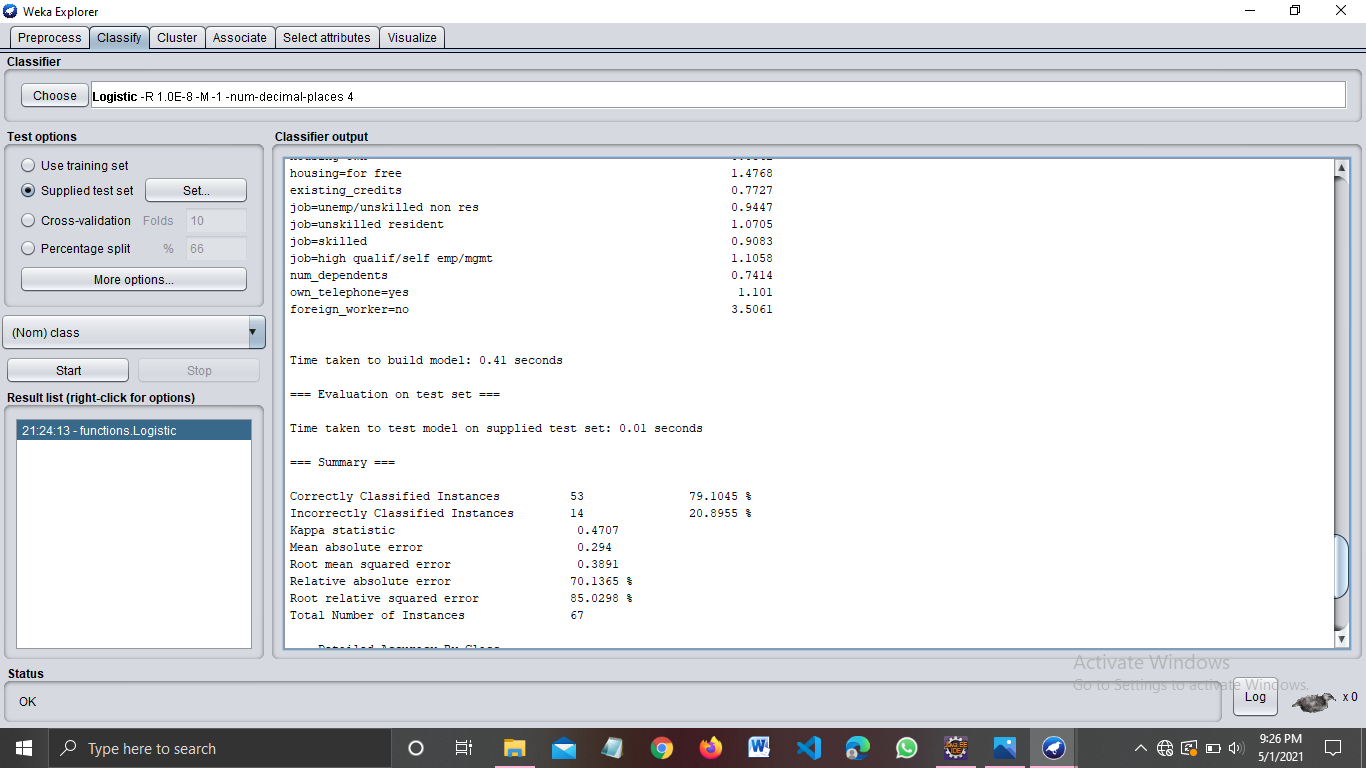 Weka Explorer
Preprocess Classify Cluster Associate Select attributes Visualize
Classifier
Choose Logistic -R 1.0E-8 -M -1 -num-decimal-places 4
Test options
Use training set
Supplied test set Set...
Cross-validation Folds 10
Percentage split % 66
More options...
(Nom) class
Start Stop
Result list (right-click for options)
21:24:13 - functions.Logistic
Classifier output
housing=for free 1.4768
existing_credits 0.7727
job=unemp/unskilled non res 0.9447
job=unskilled resident 1.0705
job=skilled 0.9083
job=high qualif/self emp/mgmt 1.1058
num_dependents 0.7414
own_telephone=yes 1.101
foreign_worker=no 3.5061
Time taken to build model: 0.41 seconds
=== Evaluation on test set ===
Time taken to test model on supplied test set: 0.01 seconds
=== Summary ===
Correctly Classified Instances 53 79.1045 %
Incorrectly Classified Instances 14 20.8955 %
Kappa statistic 0.4707
Mean absolute error 0.294
Root mean squared error 0.3891
Relative absolute error 70.1365 %
Root relative squared error 85.0298 %
Total Number of Instances 67
Activate Windows
Go to Settings to activate Windows.
Status
OK
Log x 0
Type here to search
9:26 PM
5/1/2021